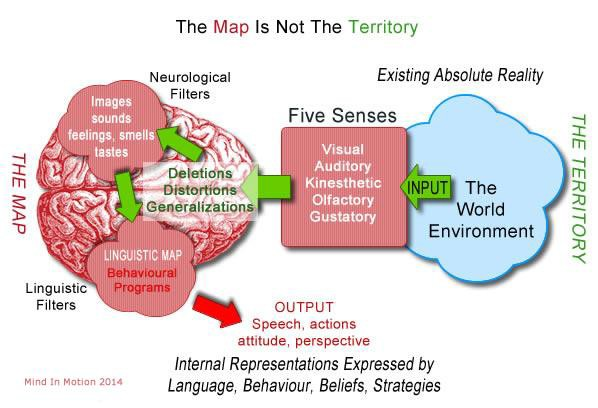 The Map Is Not The Territory
Neurological
Filters
Existing Absolute Reality
Images
sounds
feelings, smells
tastes
Five Senses
Visual
Auditory
Kinesthetic
Olfactory
Gustatory
INPUT
The
World
Environment
THE TERRITORY
THE MAP
Deletions
Distortions
Generalizations
LINGUISTIC MAP
Behavioural
Programs
Linguistic
Filters
OUTPUT
Speech, actions
attitude, perspective
Internal Representations Expressed by
Language, Behaviour, Beliefs, Strategies
Mind In Motion 2014